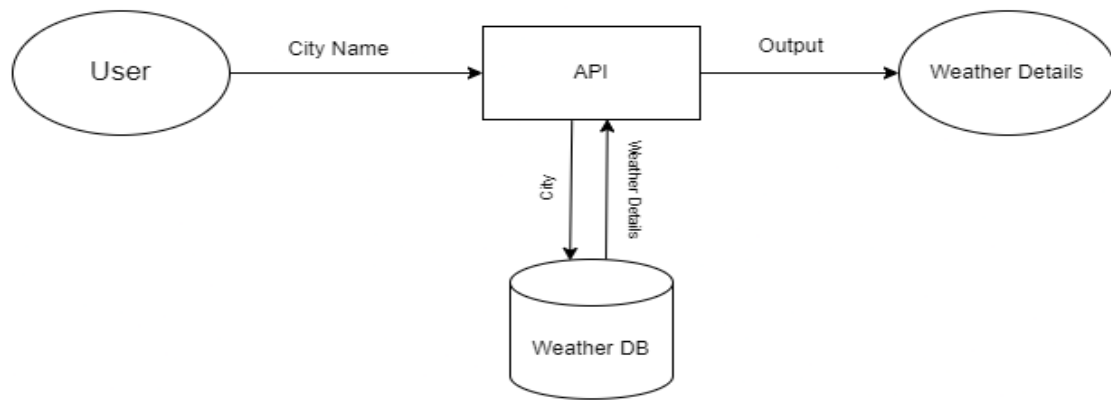 User
City Name
API
Output
Weather Details
City
Weather Details
Weather DB